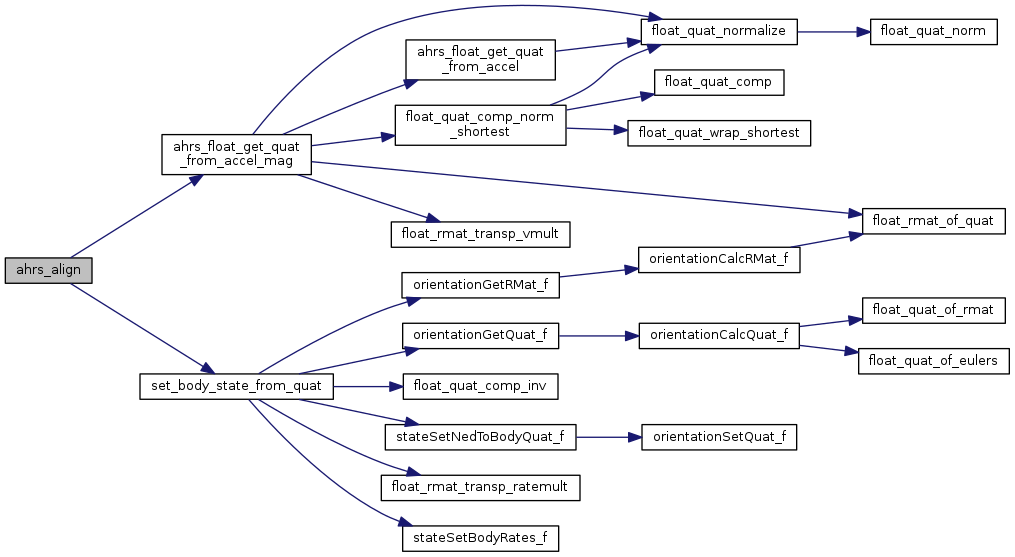 ahrs_align
ahrs_float_get_quat
_from_accel_mag
set_body_state_from_quat
ahrs_float_get_quat
_from_accel
float_quat_comp_norm
_shortest
float_rmat_transp_vmult
orientationGetRMat_f
orientationGetQuat_f
float_quat_comp_inv
stateSetNedToBodyQuat_f
float_rmat_transp_ratemult
stateSetBodyRates_f
float_quat_normalize
float_quat_comp
float_quat_wrap_shortest
orientationCalcRMat_f
orientationCalcQuat_f
orientationSetQuat_f
float_quat_norm
float_rmat_of_quat
float_quat_of_rmat
float_quat_of_eulers